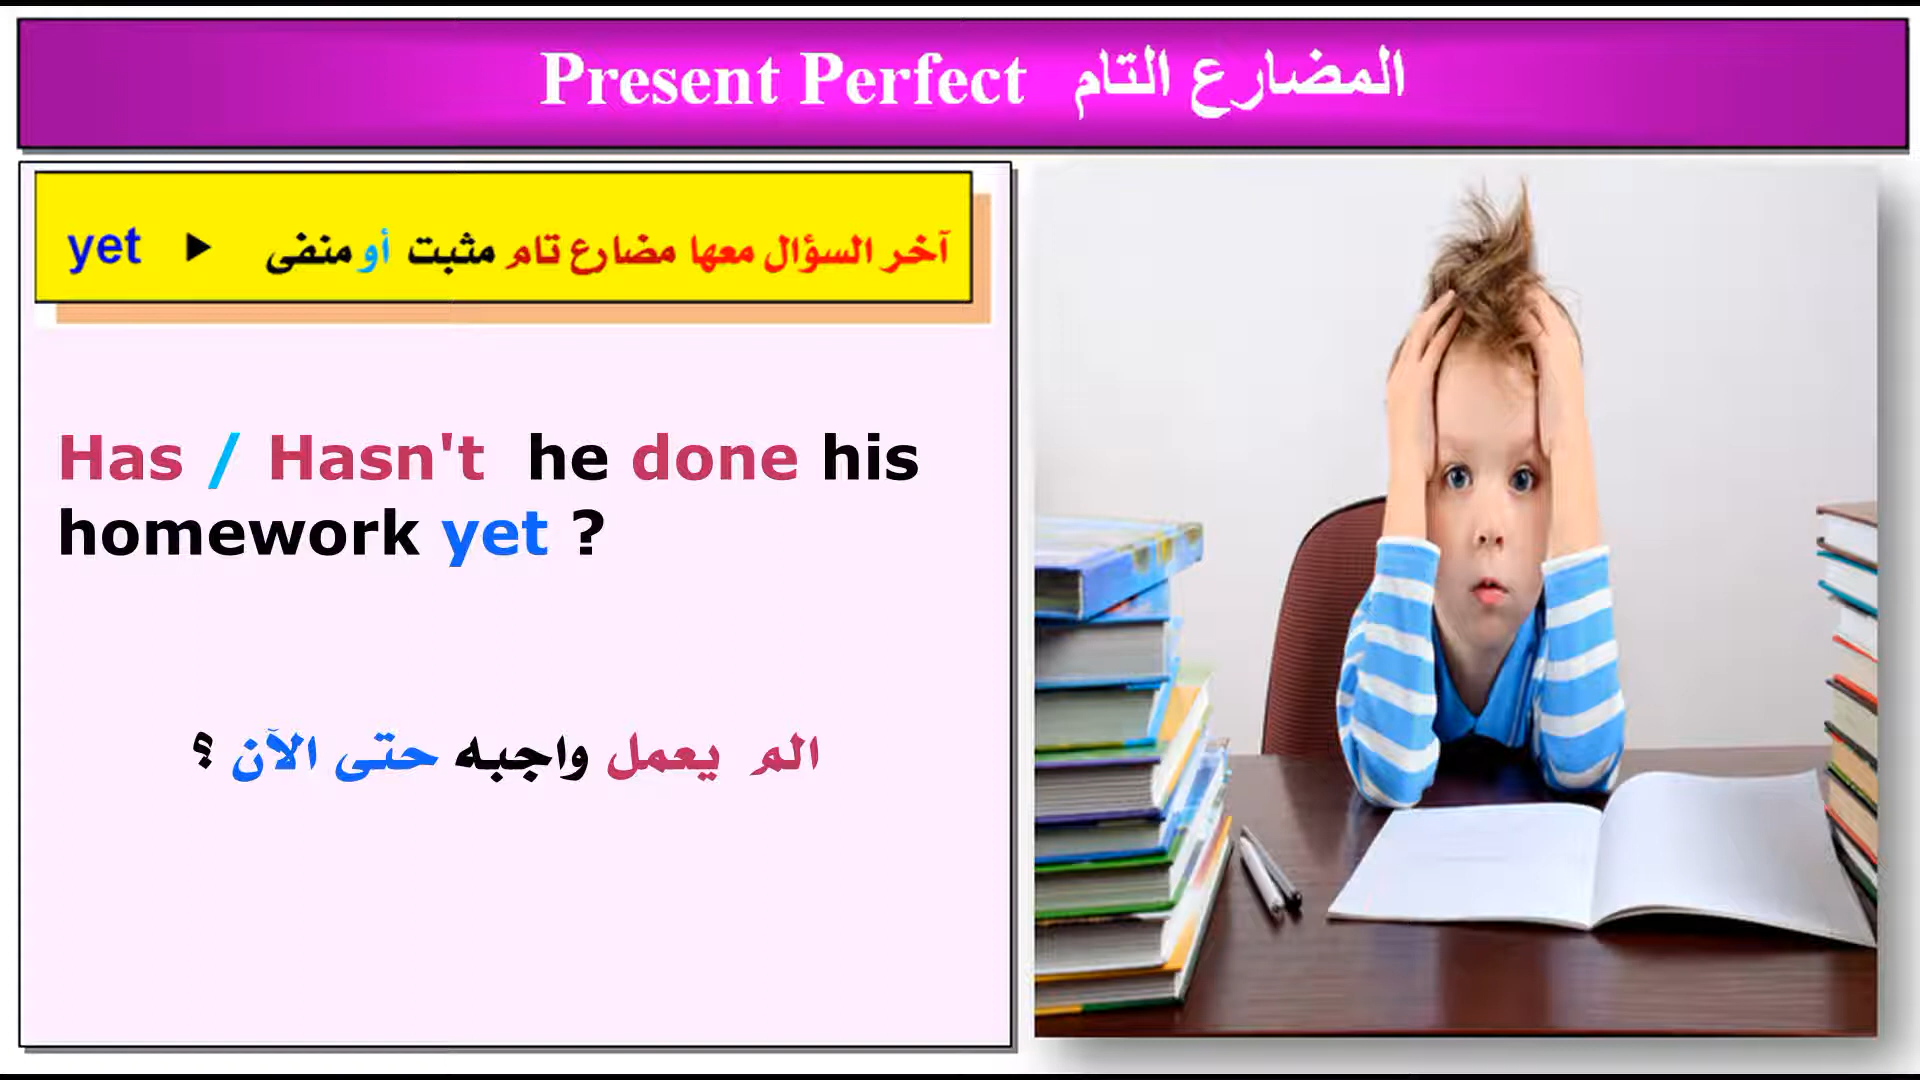 Present Perfect المضارع التام
yet ► آخر السؤال معها مضارع تام مثبت أو منفى
Has / Hasn't he done his
homework yet ?
الم يعمل واجبه حتى الآن ؟